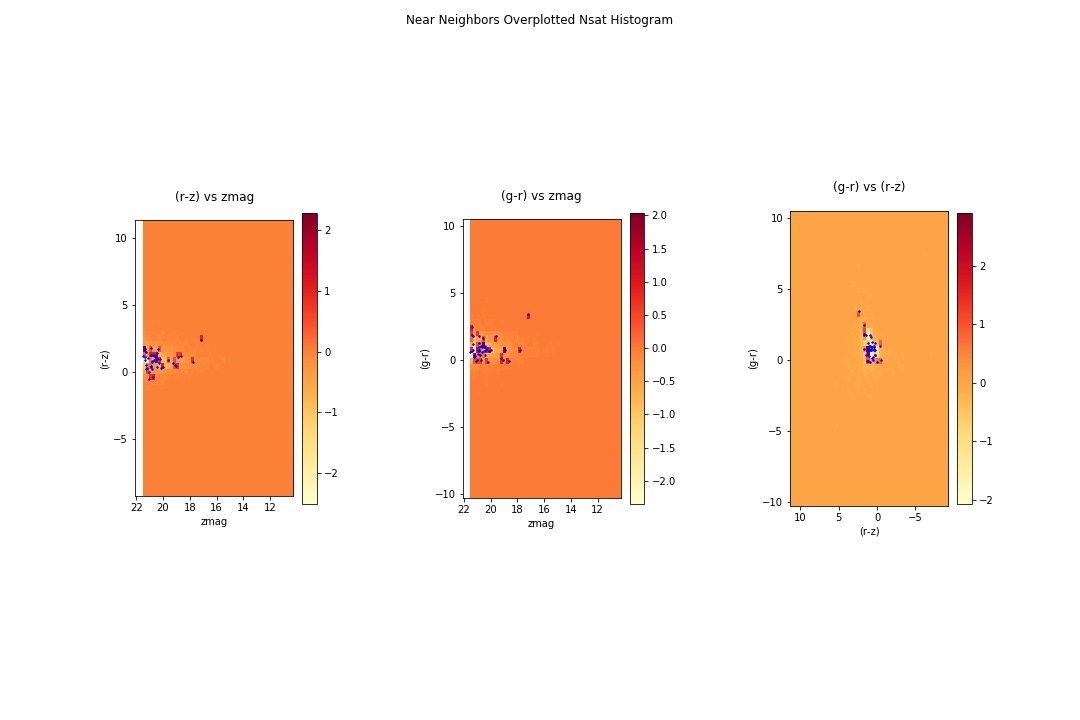 Near Neighbors Overplotted Nsat Histogram
(r-z) vs zmag
10
5
0
−5
(r-z)
22 20 18 16 14 12
zmag
2
1
0
−1
−2
(g-r) vs zmag
10
5
0
−5
−10
(g-r)
22 20 18 16 14 12
zmag
2.0
1.5
1.0
0.5
0.0
−0.5
−1.0
−1.5
−2.0
(g-r) vs (r-z)
10
5
0
−5
−10
(g-r)
10 5 0 −5
(r-z)
2
1
0
−1
−2